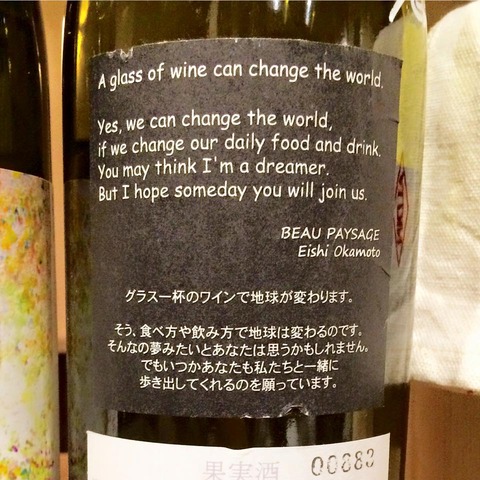 A glass of wine can change the world.
Yes, we can change the world,
if we change our daily food and drink.
You may think I'm a dreamer.
But I hope someday you will join us.
BEAU PAYSAGE
Eishi Okamoto
グラス一杯のワインで地球が変わります。
そう、食べ方や飲み方で地球は変わるのです。
そんなの夢みたいとあなたは思うかもしれません。
でもいつかあなたも私たちと一緒に
歩き出してくれるのを願っています。
果実酒 00883